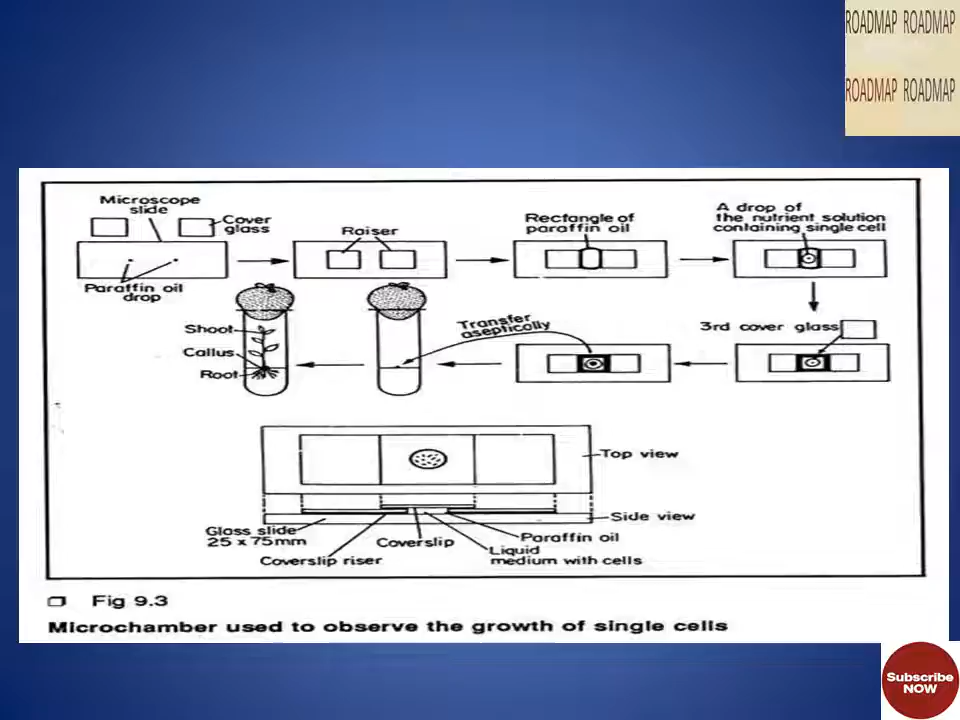 ROADMAP ROADMAP
ROADMAP ROADMAP
Microscope
slide
Cover
glass
Paraffin oil
drop
Raiser
Rectangle of
paraffin oil
A drop of
the nutrient solution
containing single cell
3rd cover glass
Transfer
aseptically
Shoot
Callus
Root
Top view
Side view
Glass slide
25 x 75mm
Coverslip riser
Coverslip
Paraffin oil
Liquid
medium with cells
Fig 9.3
Microchamber used to observe the growth of single cells
Subscribe
NOW